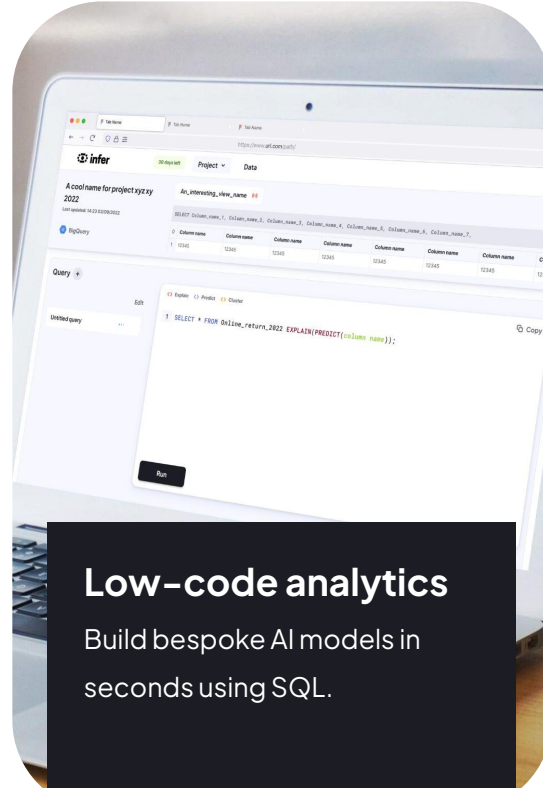 Tab Name
Tab Name
Tab Name
https://www.url.com/path/
infer
30 days left
Project
Data
A cool name for project xyz xy
2022
Last updated: 14:23 03/09/2022
BigQuery
An_interesting_view_name
SELECT Column_name_1, Column_name_2, Column_name_3, Column_name_4, Column_name_5, Column_name_6, Column_name_7,
0 Column name Column name Column name Column name Column name Column name Column name
1 12345 12345 12345 12345 12345 12345 12345
Query +
Edit
Untitled query
Explain Predict Cluster
Copy
1 SELECT * FROM Online_return_2022 EXPLAIN(PREDICT(column name));
Run
Low-code analytics
Build bespoke AI models in
seconds using SQL.